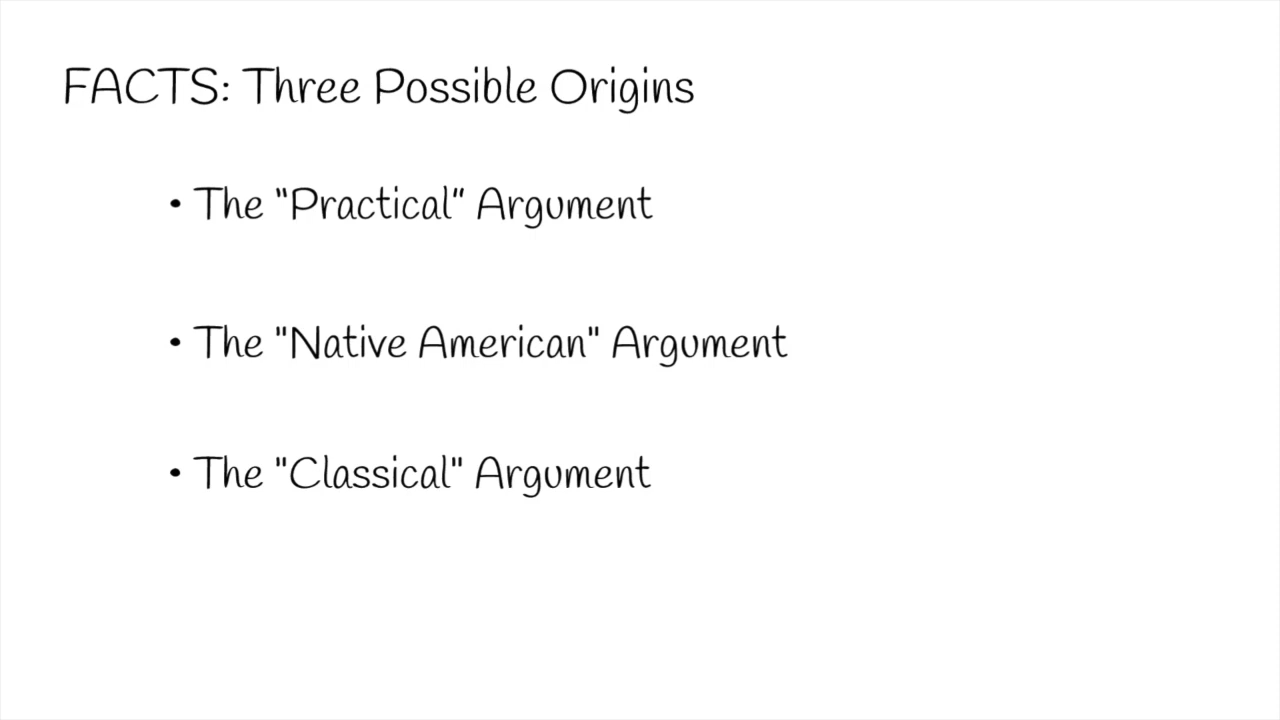 FACTS: Three Possible Origins
• The "Practical" Argument
• The "Native American" Argument
• The "Classical" Argument